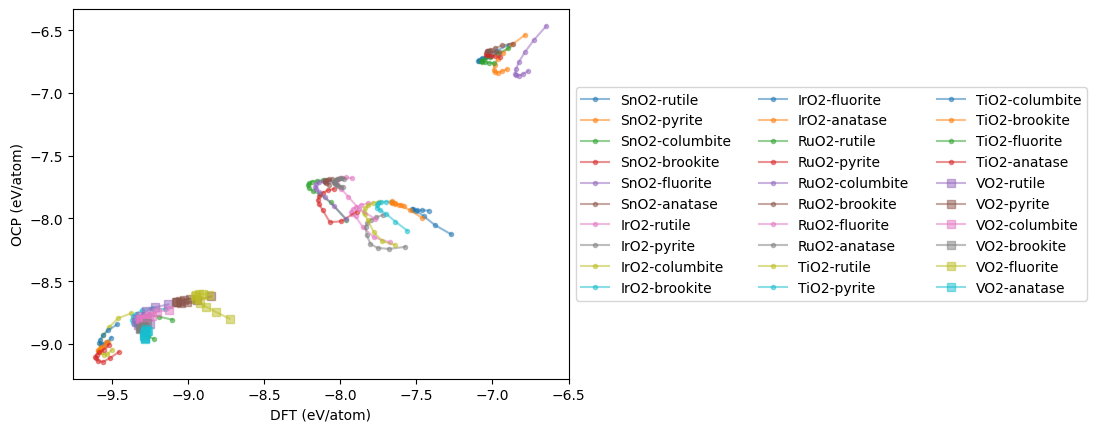 −6.5
−7.0
−7.5
−8.0
−8.5
−9.0
OCP (eV/atom)
−9.5 −9.0 −8.5 −8.0 −7.5 −7.0 −6.5
DFT (eV/atom)
SnO2-rutile IrO2-fluorite TiO2-columbite
SnO2-pyrite IrO2-anatase TiO2-brookite
SnO2-columbite RuO2-rutile TiO2-fluorite
SnO2-brookite RuO2-pyrite TiO2-anatase
SnO2-fluorite RuO2-columbite VO2-rutile
SnO2-anatase RuO2-brookite VO2-pyrite
IrO2-rutile RuO2-fluorite VO2-columbite
IrO2-pyrite RuO2-anatase VO2-brookite
IrO2-columbite TiO2-rutile VO2-fluorite
IrO2-brookite TiO2-pyrite VO2-anatase